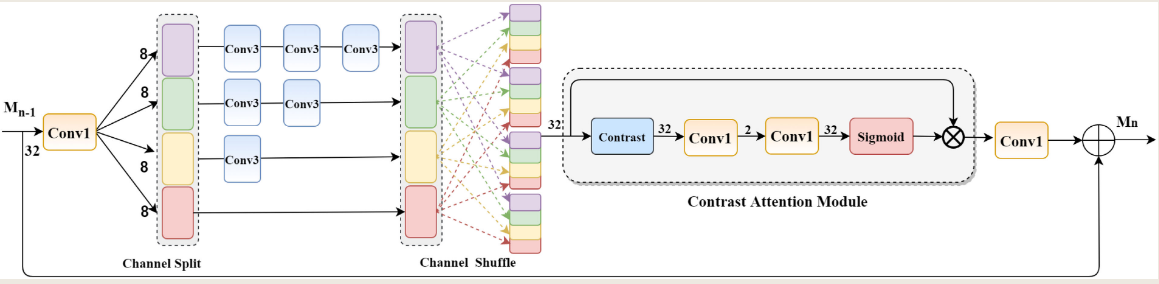 M n-1
32
Conv1
8
8
8
8
Channel Split
Conv3 Conv3 Conv3
Conv3 Conv3
Conv3
Channel Shuffle
32
Contrast
32
Conv1
2
Conv1
32
Sigmoid
Contrast Attention Module
Conv1
Mn